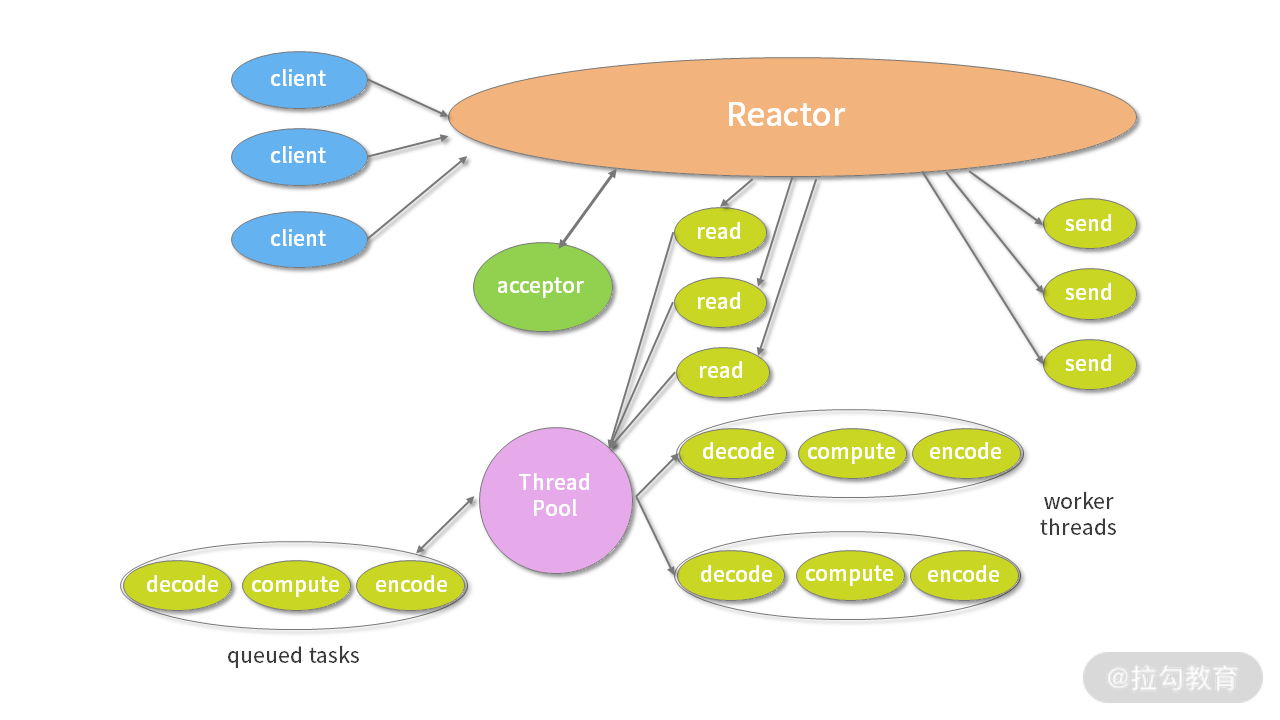 client
Reactor
client
client
acceptor
read
send
read
send
read
send
Thread
Pool
decode compute encode
worker
threads
decode compute encode
decode compute encode
queued tasks
@拉勾教育